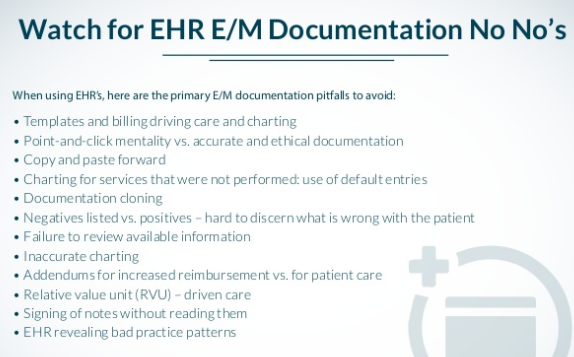 Watch for EHR E/M Documentation No No's
When using EHR's, here are the primary E/M documentation pitfalls to avoid:
• Templates and billing driving care and charting
• Point-and-click mentality vs. accurate and ethical documentation
• Copy and paste forward
• Charting for services that were not performed: use of default entries
• Documentation cloning
• Negatives listed vs. positives – hard to discern what is wrong with the patient
• Failure to review available information
• Inaccurate charting
• Addendums for increased reimbursement vs. for patient care
• Relative value unit (RVU) – driven care
• Signing of notes without reading them
• EHR revealing bad practice patterns